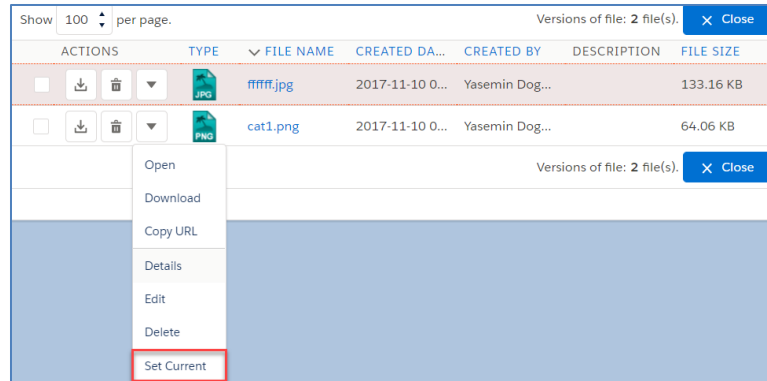 Show 100 per page. Versions of file: 2 file(s). Close
ACTIONS TYPE FILE NAME CREATED DA... CREATED BY DESCRIPTION FILE SIZE
JPG ffffff.jpg 2017-11-10 0... Yasemin Dog... 133.16 KB
PNG cat1.png 2017-11-10 0... Yasemin Dog... 64.06 KB
Open
Versions of file: 2 file(s). Close
Download
Copy URL
Details
Edit
Delete
Set Current